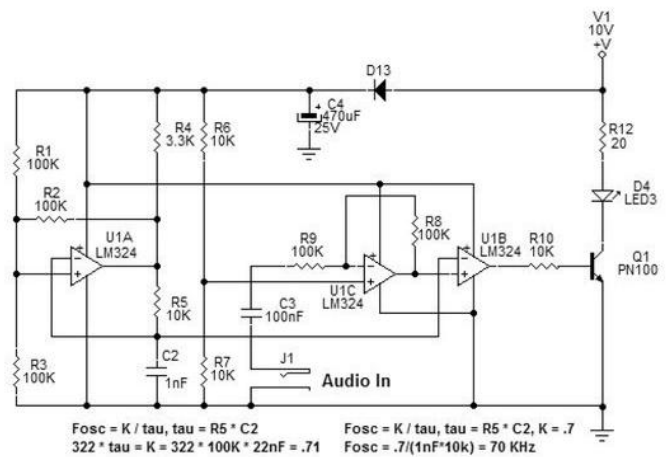 V1
10V
+V
D13
C4
470uF
25V
R1
100K
R4
3.3K
R6
10K
R12
20
R2
100K
D4
LED3
U1A
LM324
R9
100K
R8
100K
U1B
LM324
R10
10K
Q1
PN100
U1C
LM324
R5
10K
C3
100nF
R3
100K
C2
1nF
R7
10K
J1
Audio In
Fosc = K / tau, tau = R5 * C2
322 * tau = K = 322 * 100K * 22nF = .71
Fosc = K / tau, tau = R5 * C2, K = .7
Fosc = .7/(1nF*10k) = 70 KHz